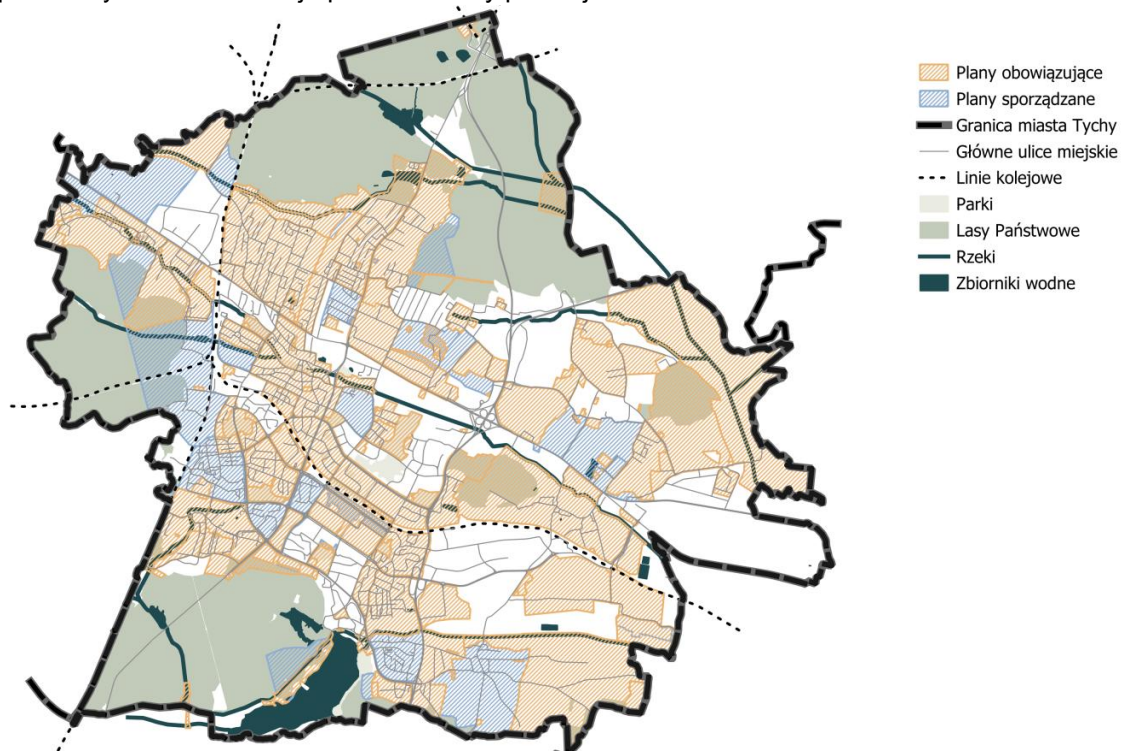 Plany obowiązujące
Plany sporządzane
Granica miasta Tychy
Główne ulice miejskie
Linie kolejowe
Parki
Lasy Państwowe
Rzeki
Zbiorniki wodne